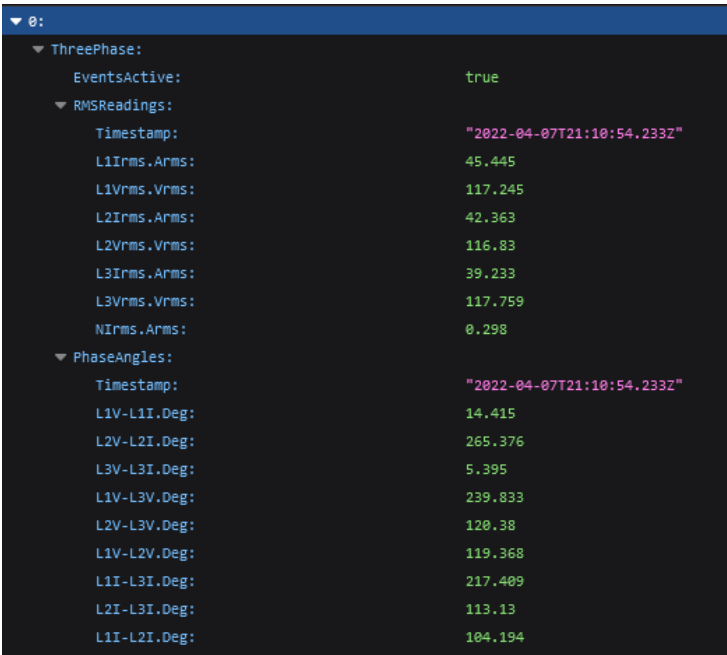 0:
ThreePhase:
EventsActive: true
RMSReadings:
Timestamp: "2022-04-07T21:10:54.233Z"
L1Irms.Arms: 45.445
L1Vrms.Vrms: 117.245
L2Irms.Arms: 42.363
L2Vrms.Vrms: 116.83
L3Irms.Arms: 39.233
L3Vrms.Vrms: 117.759
NIrms.Arms: 0.298
PhaseAngles:
Timestamp: "2022-04-07T21:10:54.233Z"
L1V-L1I.Deg: 14.415
L2V-L2I.Deg: 265.376
L3V-L3I.Deg: 5.395
L1V-L3V.Deg: 239.833
L2V-L3V.Deg: 120.38
L1V-L2V.Deg: 119.368
L1I-L3I.Deg: 217.409
L2I-L3I.Deg: 113.13
L1I-L2I.Deg: 104.194